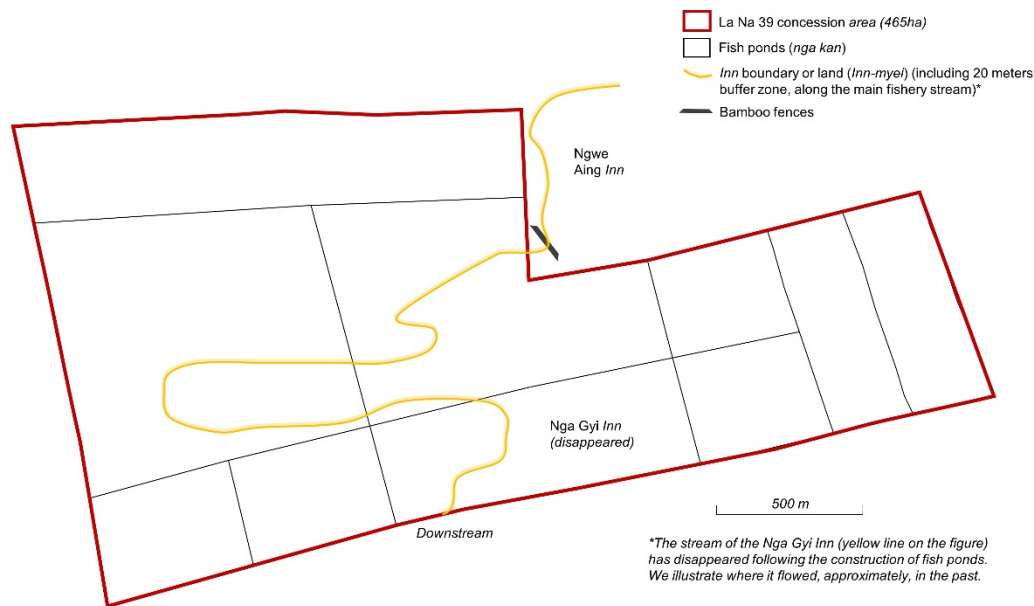 La Na 39 concession area (465ha)
Fish ponds (nga kan)
Inn boundary or land (Inn-myei) (including 20 meters
buffer zone, along the main fishery stream)*
Bamboo fences
Ngwe
Aing Inn
Nga Gyi Inn
(disappeared)
500 m
Downstream
*The stream of the Nga Gyi Inn (yellow line on the figure)
has disappeared following the construction of fish ponds.
We illustrate where it flowed, approximately, in the past.